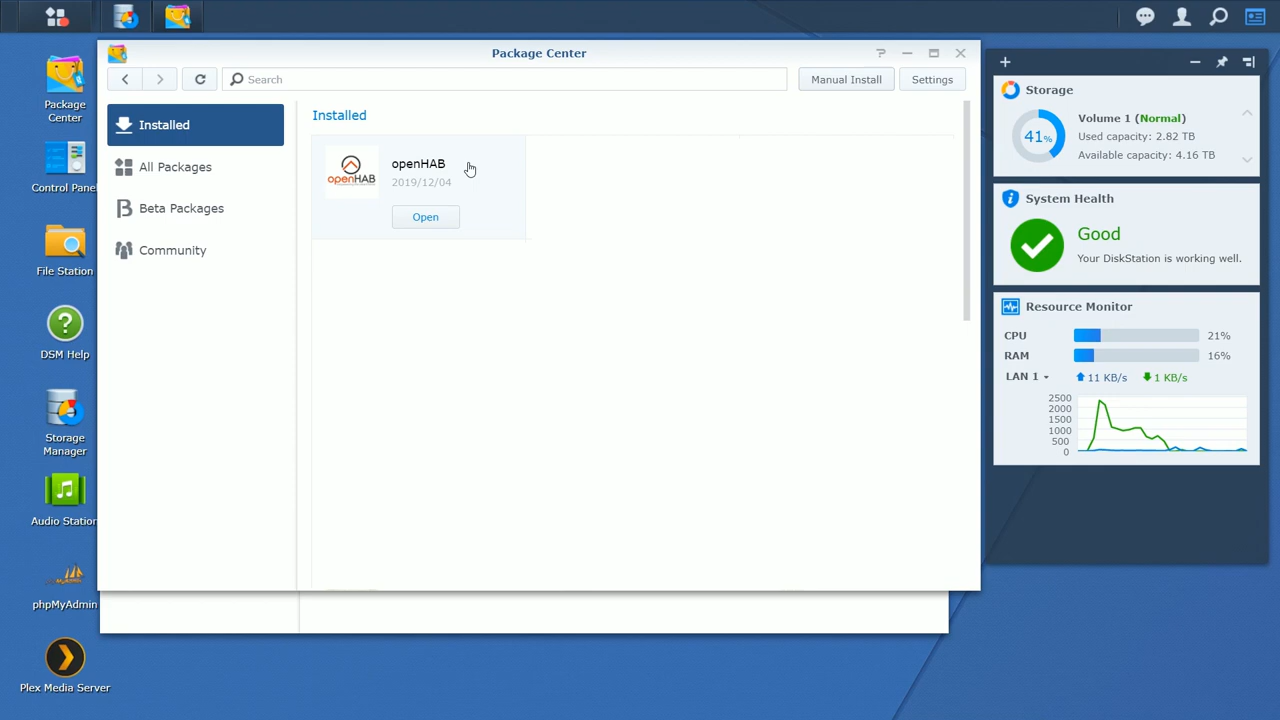 Package Center
Search
Manual Install
Settings
Installed
All Packages
Beta Packages
Community
Installed
openHAB
openHAB
2019/12/04
Open
Package
Center
Control Panel
File Station
DSM Help
Storage
Manager
Audio Station
phpMyAdmin
Plex Media Server
Storage
41%
Volume 1 (Normal)
Used capacity: 2.82 TB
Available capacity: 4.16 TB
System Health
Good
Your DiskStation is working well.
Resource Monitor
CPU 21%
RAM 16%
LAN 1 11 KB/s 1 KB/s
2500
2000
1500
1000
500
0